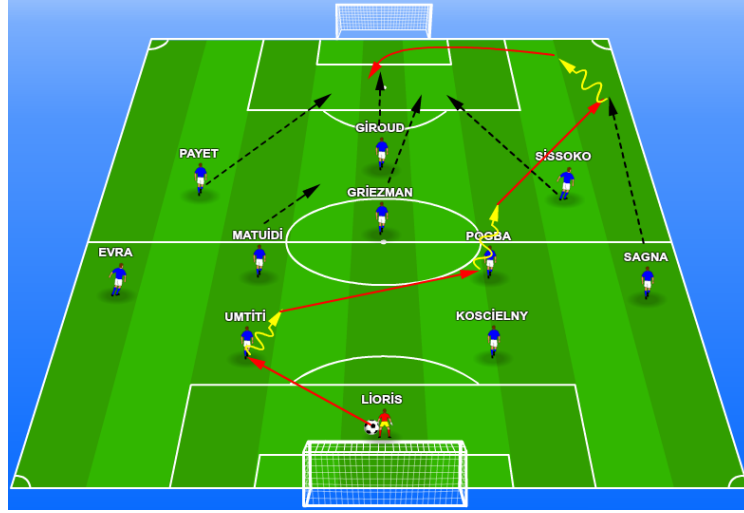 GİROUD
PAYET
SİSSOKO
GRİEZMAN
MATUİDİ
POGBA
EVRA
SAGNA
UMTİTİ
KOSCİELNY
LİORİS